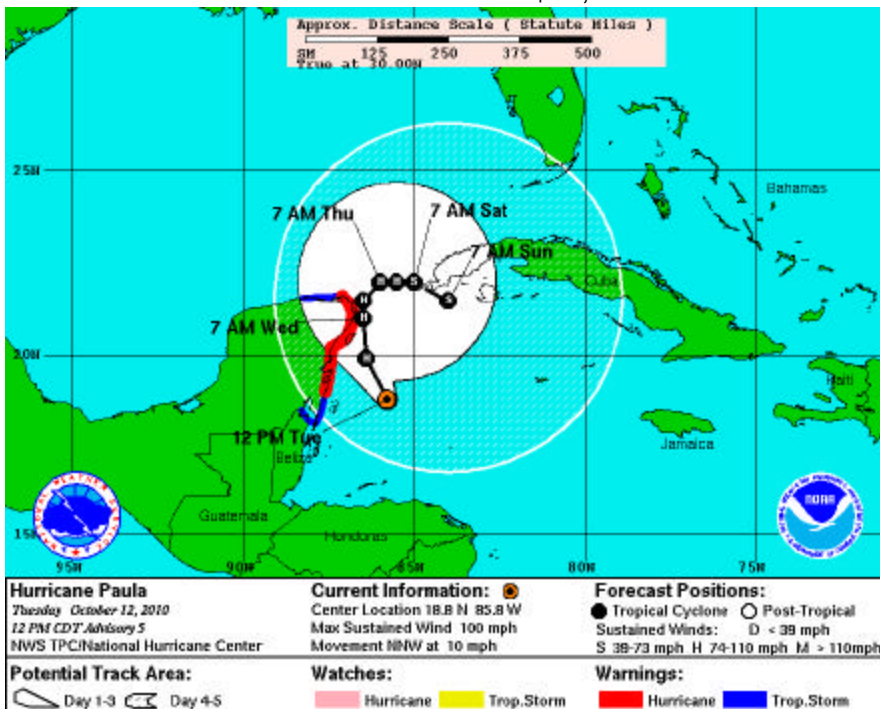 Approx. Distance Scale ( Statute Miles )
SM 125 250 375 500
True at 30.00N
25N
Bahamas
7 AM Thu
7 AM Sat
7 AM Sun
Cuba
7 AM Wed
20N
Haiti
12 PM Tue
Jamaica
Belize
NOAA
Guatemala
Honduras
15N
95W 90W 85W 80W 75W
Hurricane Paula
Tuesday October 12, 2010
12 PM CDT Advisory 5
NWS TPC/National Hurricane Center
Current Information:
Center Location 18.8 N 85.8 W
Max Sustained Wind 100 mph
Movement NNW at 10 mph
Forecast Positions:
Tropical Cyclone Post-Tropical
Sustained Winds: D < 39 mph
S 39-73 mph H 74-110 mph M > 110mph
Potential Track Area:
Day 1-3 Day 4-5
Watches:
Hurricane Trop.Storm
Warnings:
Hurricane Trop.Storm